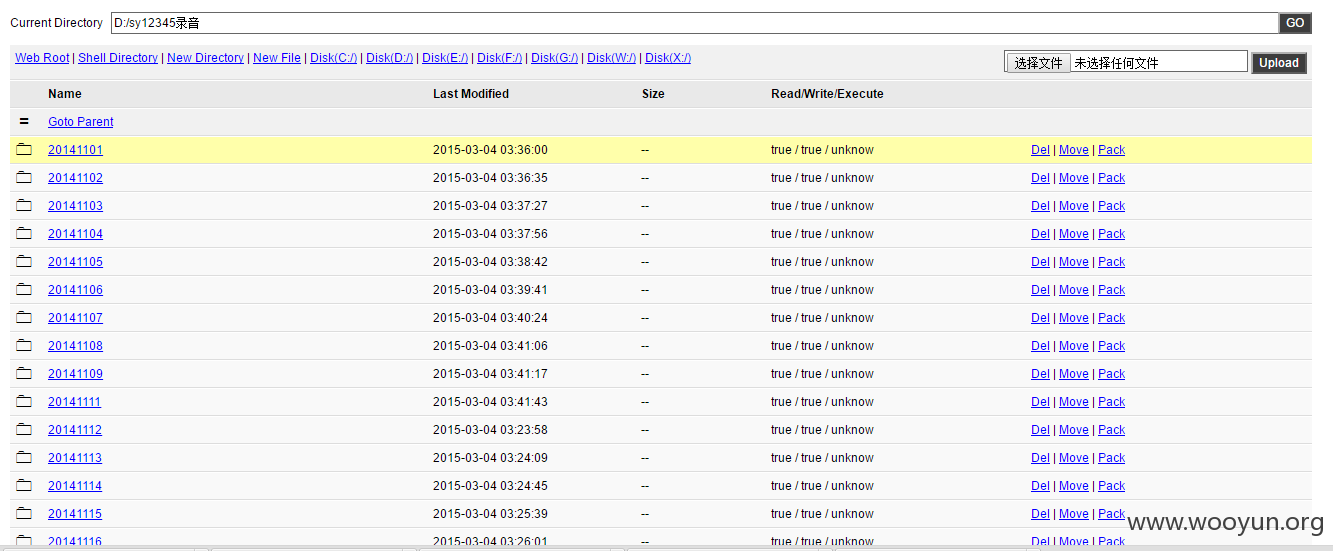 Current Directory D:/sy12345录音 GO
Web Root | Shell Directory | New Directory | New File | Disk(C:/) | Disk(D:/) | Disk(E:/) | Disk(F:/) | Disk(G:/) | Disk(W:/) | Disk(X:/) 选择文件 未选择任何文件 Upload
Name Last Modified Size Read/Write/Execute
= Goto Parent
20141101 2015-03-04 03:36:00 -- true / true / unknow Del | Move | Pack
20141102 2015-03-04 03:36:35 -- true / true / unknow Del | Move | Pack
20141103 2015-03-04 03:37:27 -- true / true / unknow Del | Move | Pack
20141104 2015-03-04 03:37:56 -- true / true / unknow Del | Move | Pack
20141105 2015-03-04 03:38:42 -- true / true / unknow Del | Move | Pack
20141106 2015-03-04 03:39:41 -- true / true / unknow Del | Move | Pack
20141107 2015-03-04 03:40:24 -- true / true / unknow Del | Move | Pack
20141108 2015-03-04 03:41:06 -- true / true / unknow Del | Move | Pack
20141109 2015-03-04 03:41:17 -- true / true / unknow Del | Move | Pack
20141111 2015-03-04 03:41:43 -- true / true / unknow Del | Move | Pack
20141112 2015-03-04 03:23:58 -- true / true / unknow Del | Move | Pack
20141113 2015-03-04 03:24:09 -- true / true / unknow Del | Move | Pack
20141114 2015-03-04 03:24:45 -- true / true / unknow Del | Move | Pack
20141115 2015-03-04 03:25:39 -- true / true / unknow Del | Move | Pack
www.wooyun.org
20141116 2015-03-04 03:26:01 -- true / true / unknow Del | Move | Pack